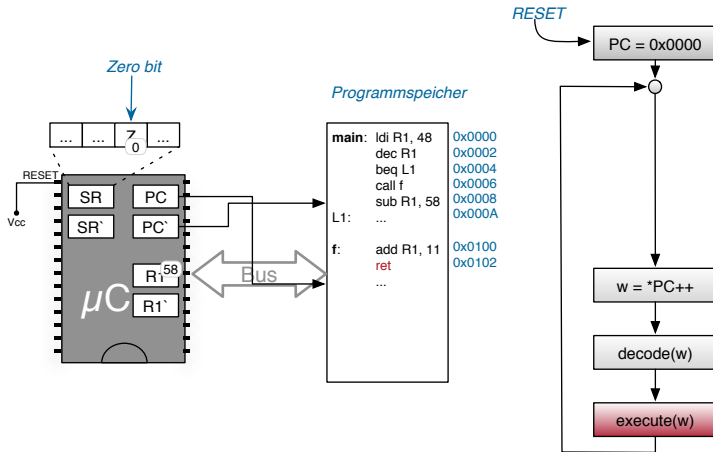 RESET
PC = 0x0000
Zero bit
Programmspeicher
... ... Z ...
0
main: ldi R1, 48 0x0000
dec R1 0x0002
beq L1 0x0004
call f 0x0006
sub R1, 58 0x0008
L1: ... 0x000A
f: add R1, 11 0x0100
ret 0x0102
...
RESET
Vcc
SR PC
SR` PC`
R1 58
R1`
µC
Bus
w = *PC++
decode(w)
execute(w)